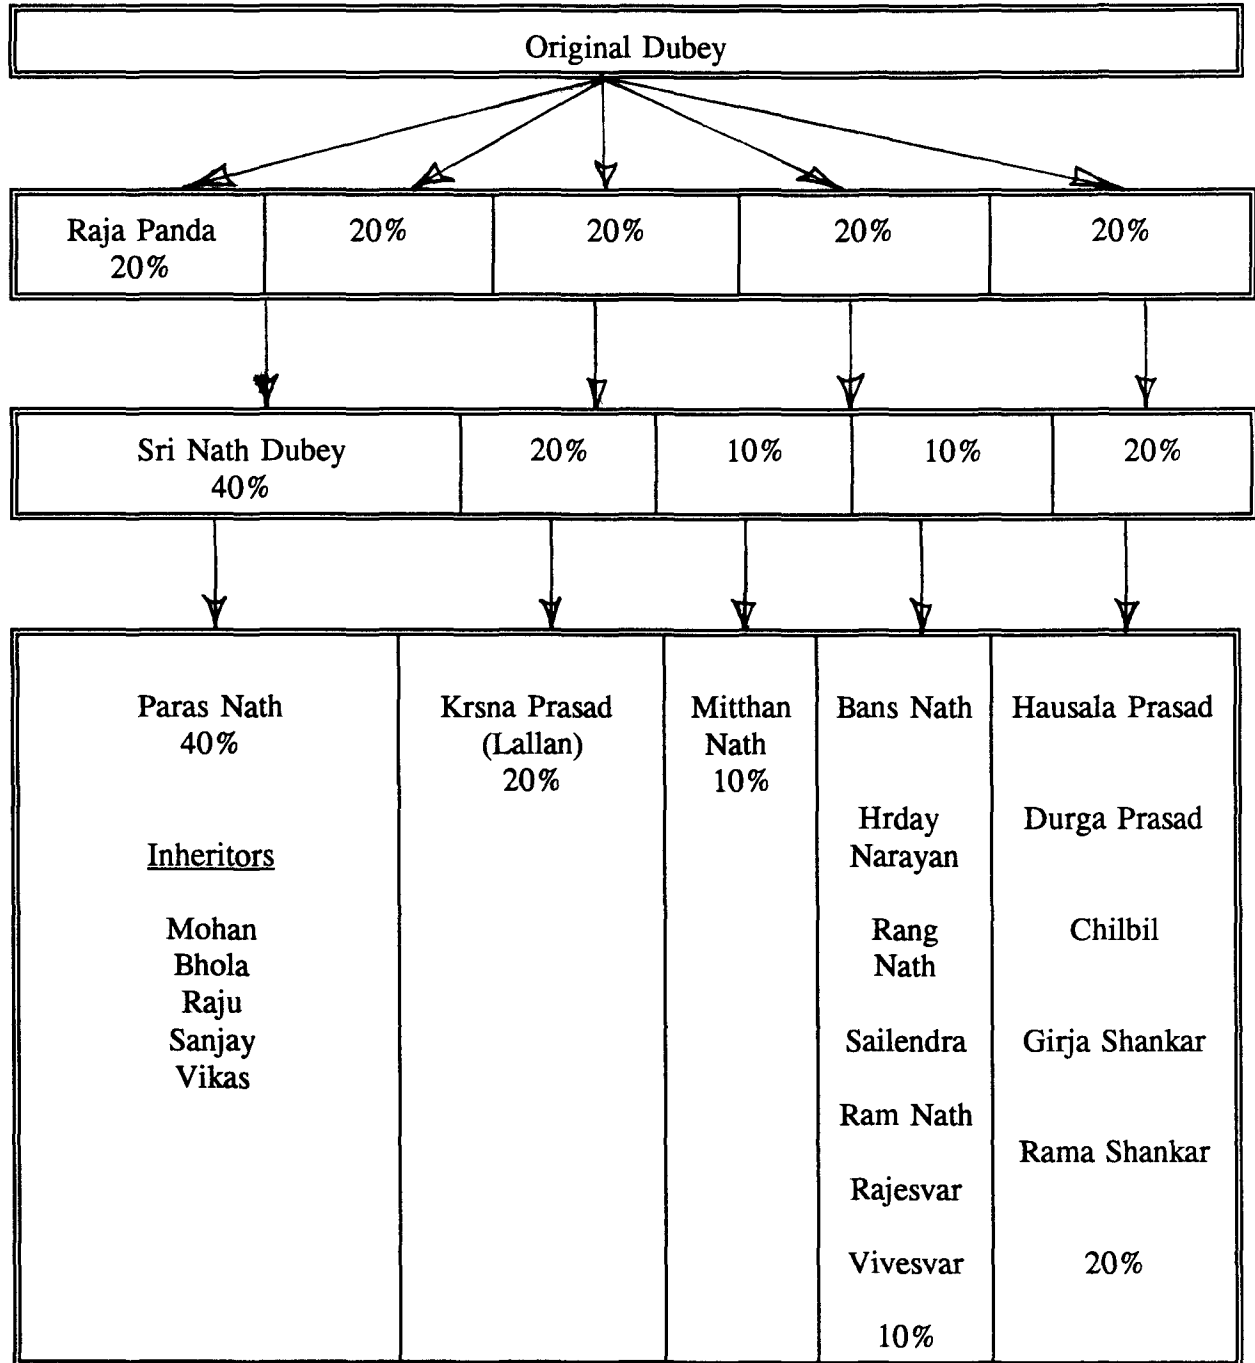 Original Dubey
Raja Panda
20%
20%
20%
20%
20%
Sri Nath Dubey
40%
20%
10%
10%
20%
Paras Nath
40%
Inheritors
Mohan
Bhola
Raju
Sanjay
Vikas
Krsna Prasad
(Lallan)
20%
Mitthan
Nath
10%
Bans Nath
Hrday
Narayan
Rang
Nath
Sailendra
Ram Nath
Rajesvar
Vivesvar
10%
Hausala Prasad
Durga Prasad
Chilbil
Girja Shankar
Rama Shankar
20%